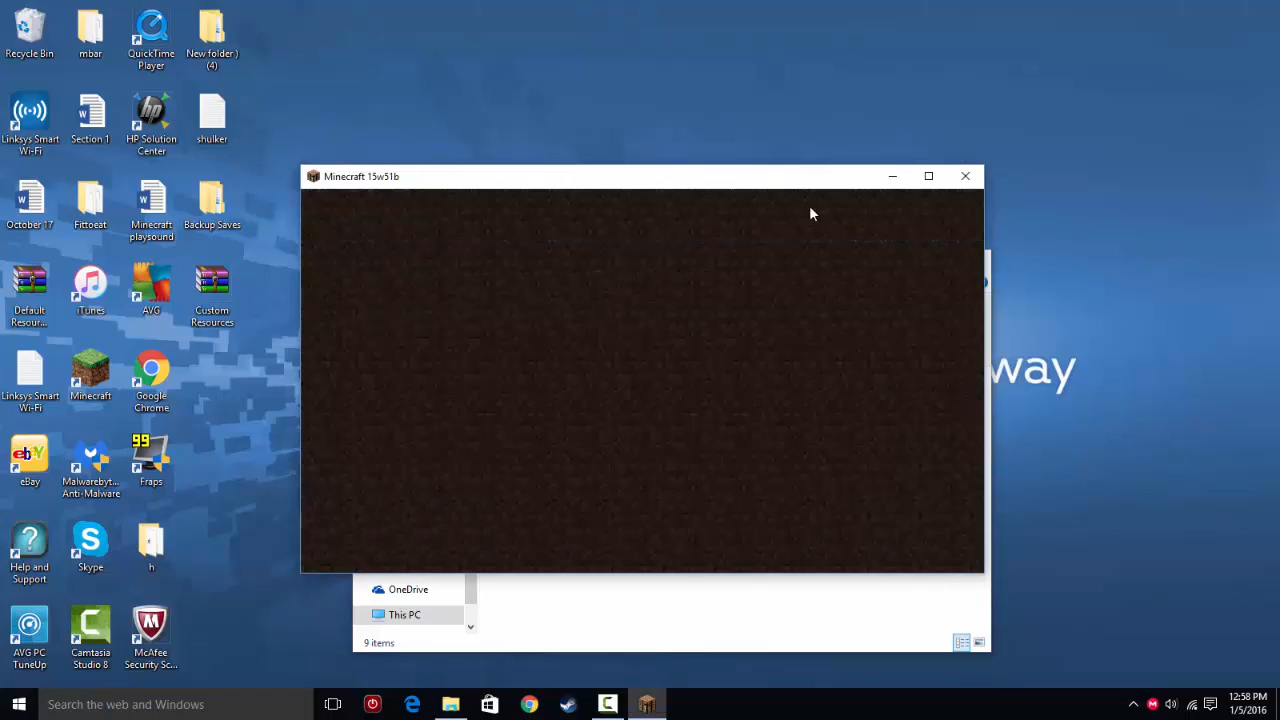 Recycle Bin
mbar
QuickTime
Player
New folder )
(4)
Linksys Smart
Wi-Fi
Section 1
HP Solution
Center
shulker
October 17
Fittoeat
Minecraft
playsound
Backup Saves
Default
Resour...
iTunes
AVG
Custom
Resources
Linksys Smart
Wi-Fi
Minecraft
Google
Chrome
eBay
Malwarebyt...
Anti-Malware
99
Fraps
Help and
Support
Skype
h
AVG PC
TuneUp
Camtasia
Studio 8
McAfee
Security Sc...
Minecraft 15w51b
way
OneDrive
This PC
9 items
Search the web and Windows
12:58 PM
1/5/2016